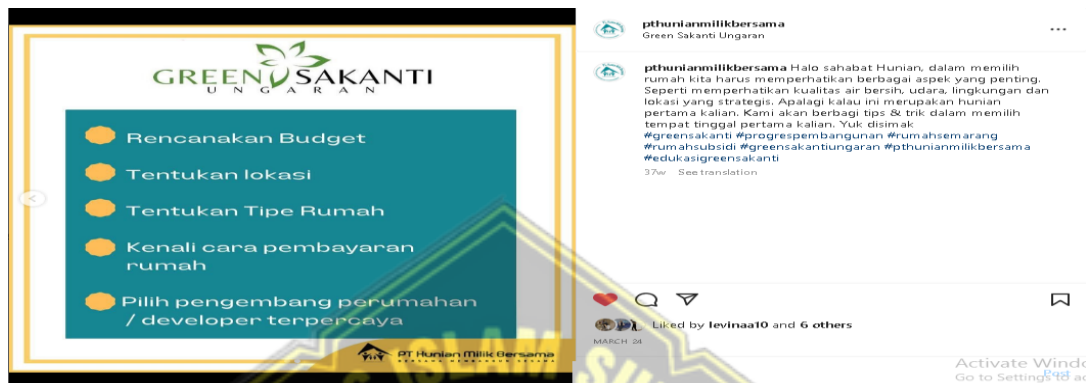 GREEN SAKANTI
UNGARAN
Rencanakan Budget
Tentukan lokasi
Tentukan Tipe Rumah
Kenali cara pembayaran
rumah
Pilih pengembang perumahan
/ developer terpercaya
PT Hunian Milik Bersama
pthunianmilikbersama
Green Sakanti Ungaran
pthunianmilikbersama Halo sahabat Hunian, dalam memilih
rumah kita harus memperhatikan berbagai aspek yang penting.
Seperti memperhatikan kualitas air bersih, udara, lingkungan dan
lokasi yang strategis. Apalagi kalau ini merupakan hunian
pertama kalian. Kami akan berbagi tips & trik dalam memilih
tempat tinggal pertama kalian. Yuk disimak
#greensakanti #progrespembangunan #rumahsemarang
#rumahsubsidi #greensakantiungaran #pthunianmilikbersama
#edukasigreensakanti
37w See translation
Liked by levinaa10 and 6 others
MARCH 24
Activate Windo
Go to Settings to ac
Post
ISLAM SU